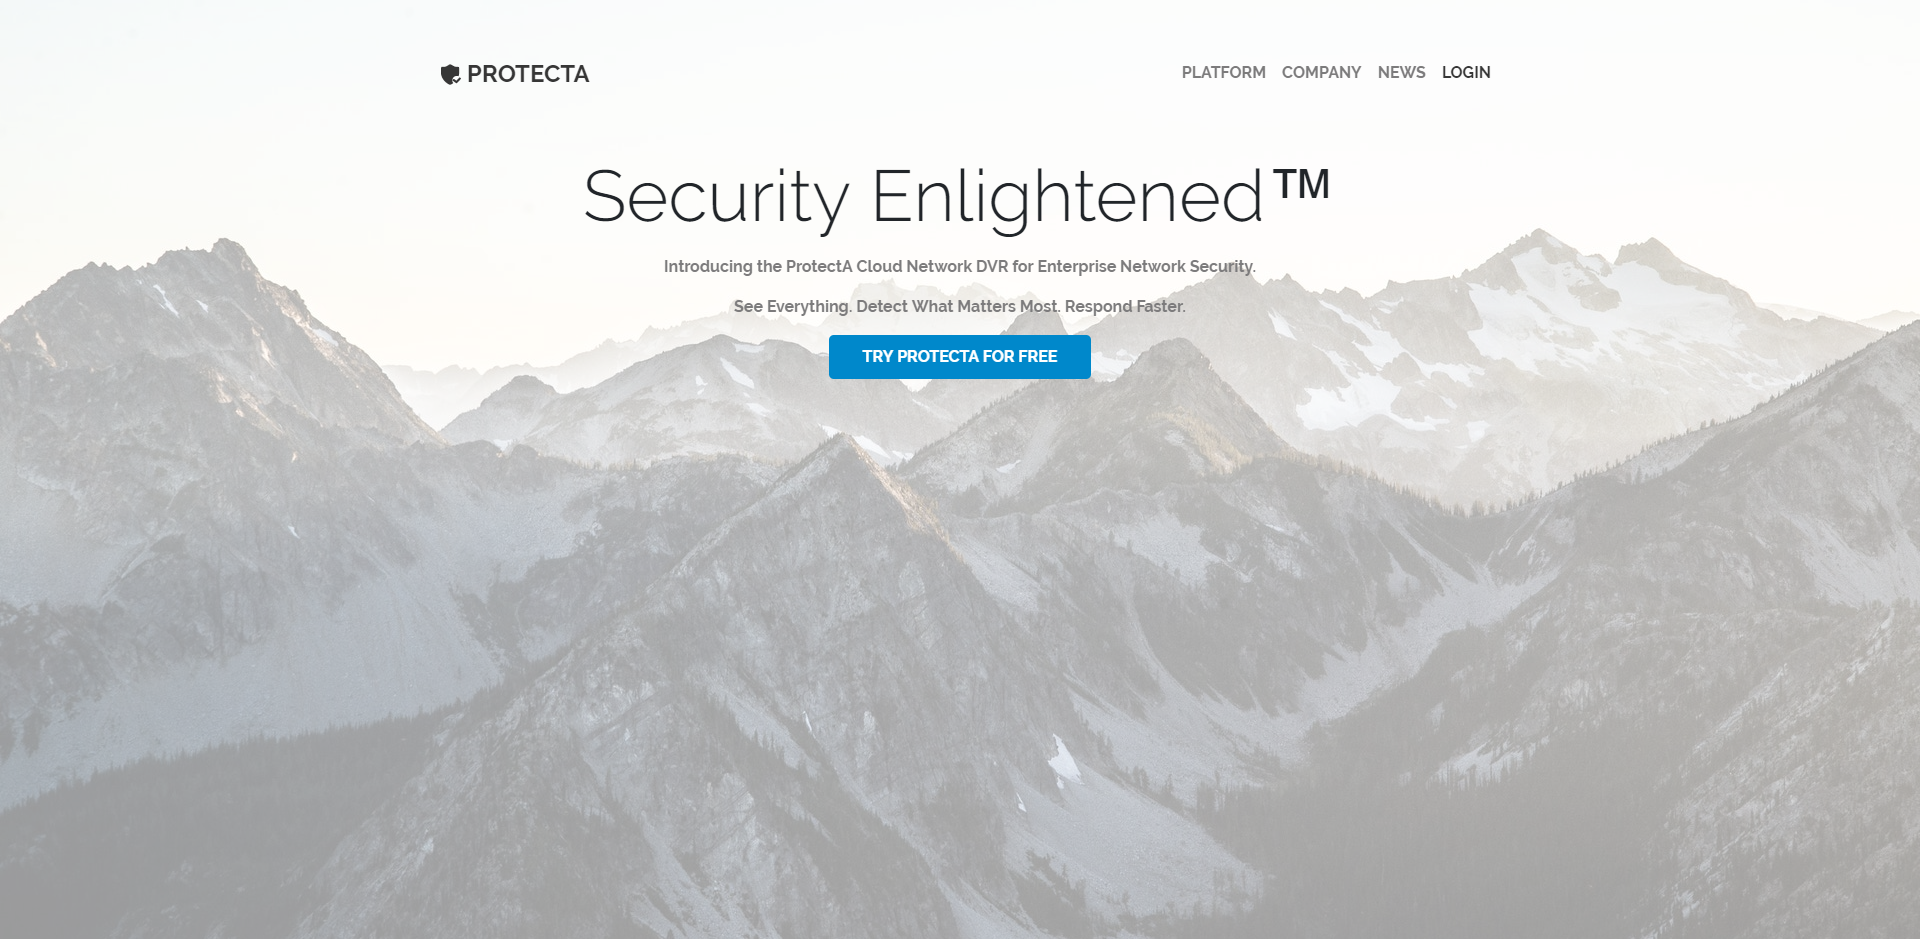 PROTECTA
PLATFORM COMPANY NEWS LOGIN
Security Enlightened™
Introducing the ProtectA Cloud Network DVR for Enterprise Network Security.
See Everything. Detect What Matters Most. Respond Faster.
TRY PROTECTA FOR FREE